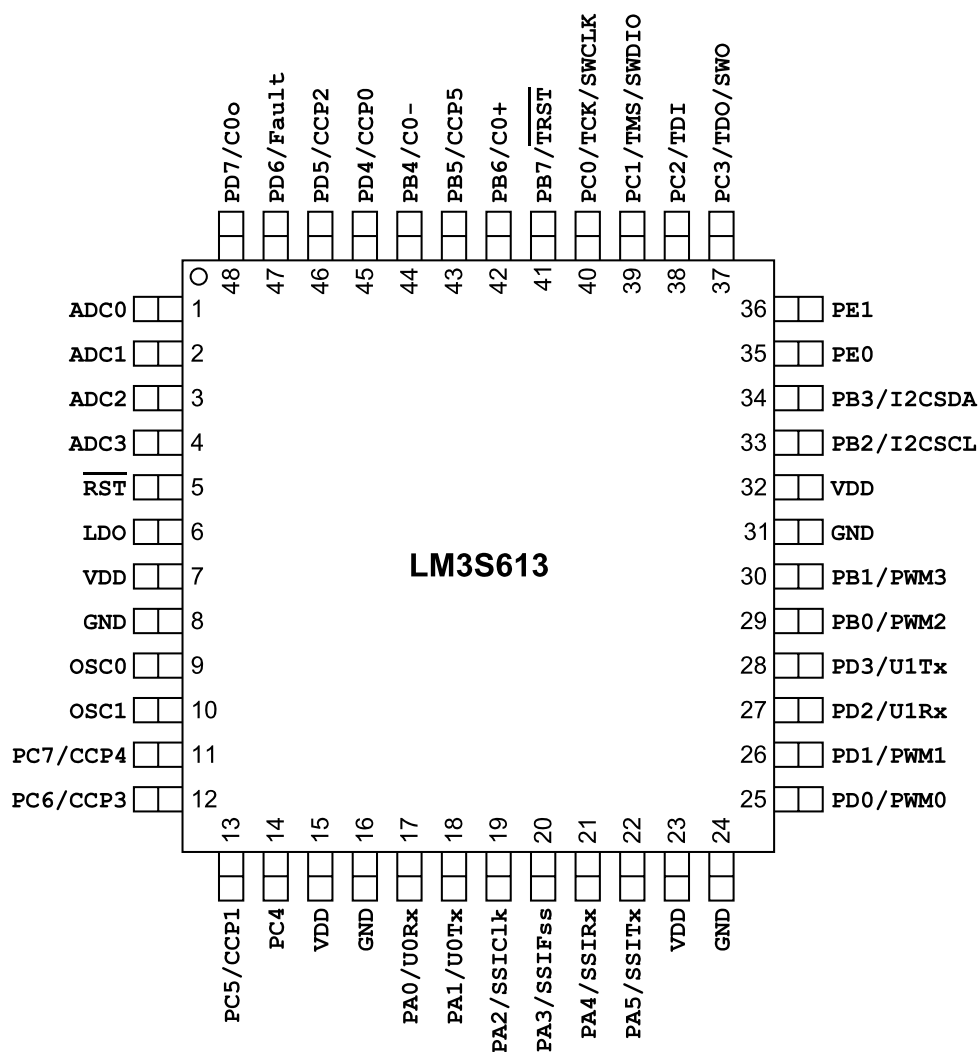 PD7/C0o
PD6/Fault
PD5/CCP2
PD4/CCP0
PB4/C0-
PB5/CCP5
PB6/C0+
PB7/TRST
PC0/TCK/SWCLK
PC1/TMS/SWDIO
PC2/TDI
PC3/TDO/SWO
48 47 46 45 44 43 42 41 40 39 38 37
ADC0 1
ADC1 2
ADC2 3
ADC3 4
RST 5
LDO 6
VDD 7
GND 8
OSC0 9
OSC1 10
PC7/CCP4 11
PC6/CCP3 12
LM3S613
36 PE1
35 PE0
34 PB3/I2CSDA
33 PB2/I2CSCL
32 VDD
31 GND
30 PB1/PWM3
29 PB0/PWM2
28 PD3/U1Tx
27 PD2/U1Rx
26 PD1/PWM1
25 PD0/PWM0
13 14 15 16 17 18 19 20 21 22 23 24
PC5/CCP1
PC4
VDD
GND
PA0/U0Rx
PA1/U0Tx
PA2/SSIClk
PA3/SSIFss
PA4/SSIRx
PA5/SSITx
VDD
GND